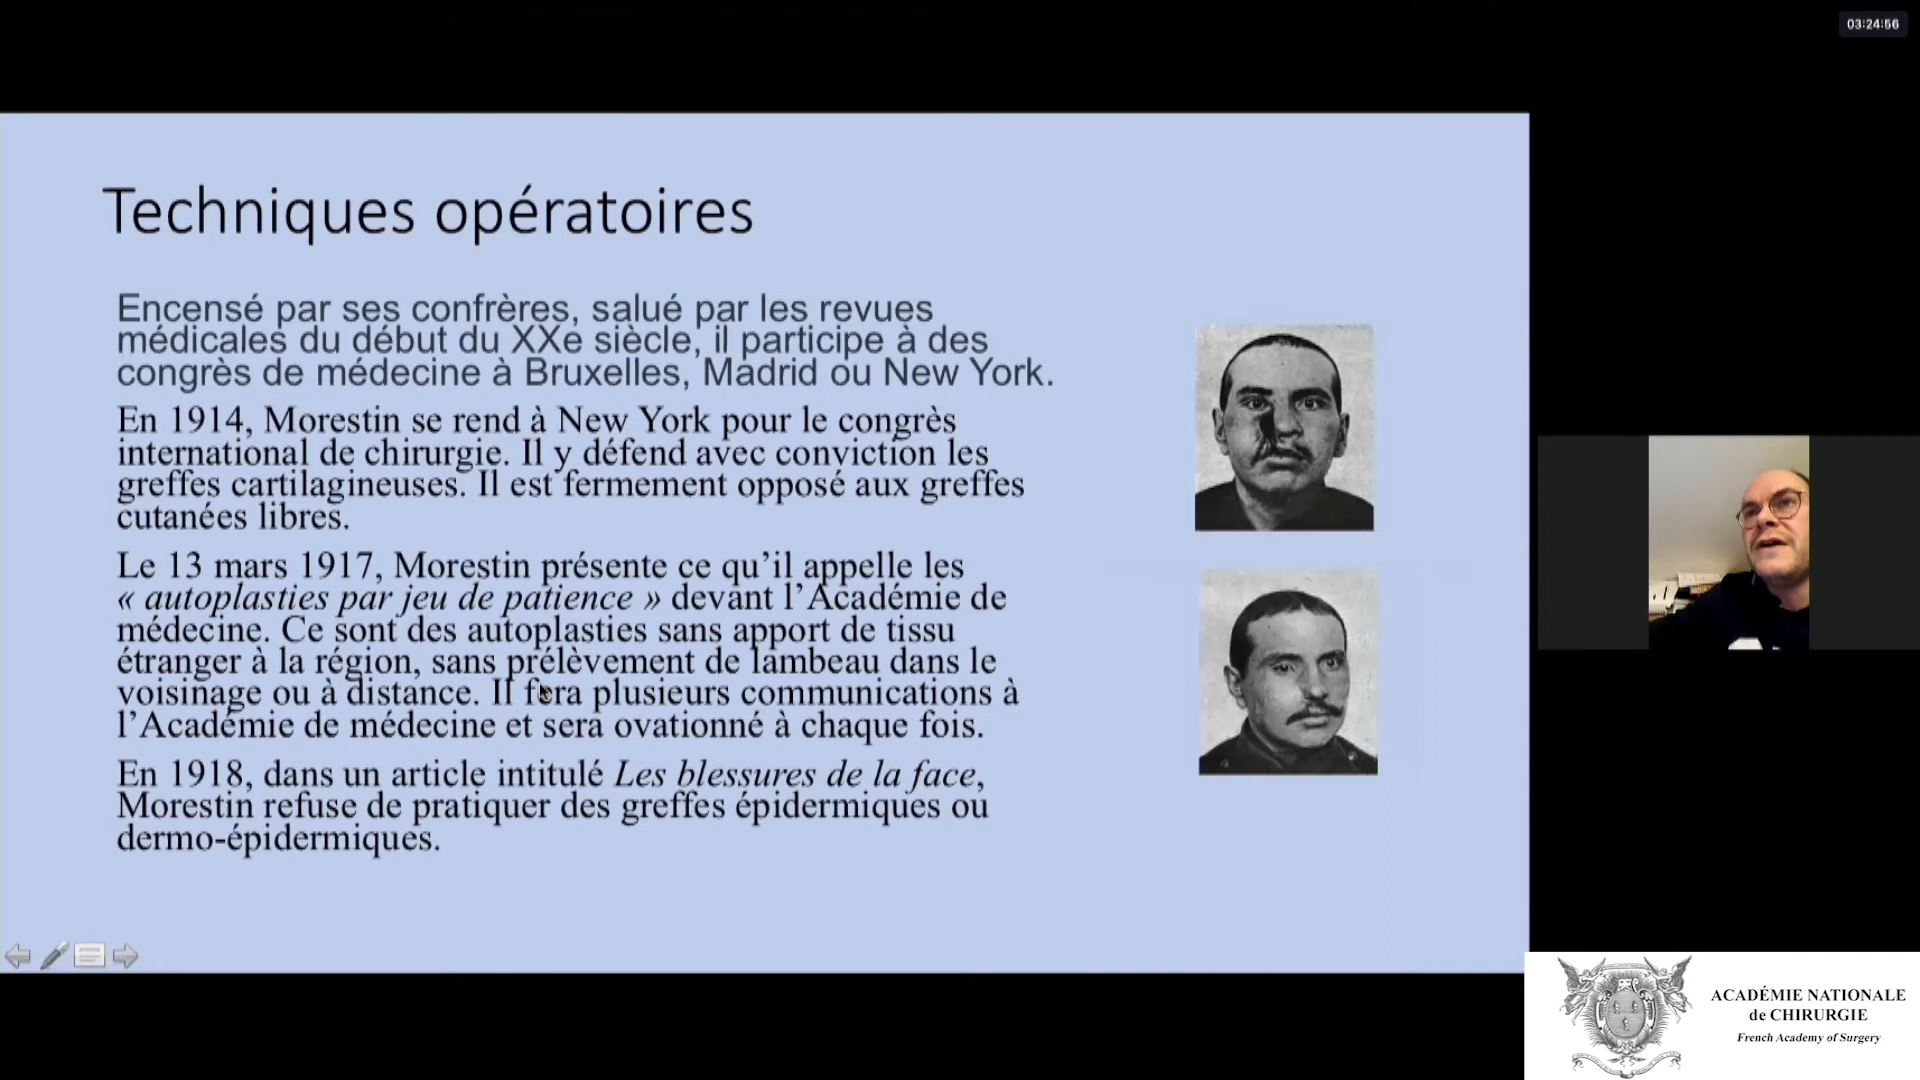 03:24:56
Techniques opératoires
Encensé par ses confrères, salué par les revues
médicales du début du XXe siècle, il participe à des
congrès de médecine à Bruxelles, Madrid ou New York.
En 1914, Morestin se rend à New York pour le congrès
international de chirurgie. Il y défend avec conviction les
greffes cartilagineuses. Il est fermement opposé aux greffes
cutanées libres.
Le 13 mars 1917, Morestin présente ce qu’il appelle les
« autoplasties par jeu de patience » devant l’Académie de
médecine. Ce sont des autoplasties sans apport de tissu
étranger à la région, sans prélèvement de lambeau dans le
voisinage ou à distance. Il fera plusieurs communications à
l’Académie de médecine et sera ovationné à chaque fois.
En 1918, dans un article intitulé Les blessures de la face,
Morestin refuse de pratiquer des greffes épidermiques ou
dermo-épidermiques.
ACADÉMIE NATIONALE
de CHIRURGIE
French Academy of Surgery